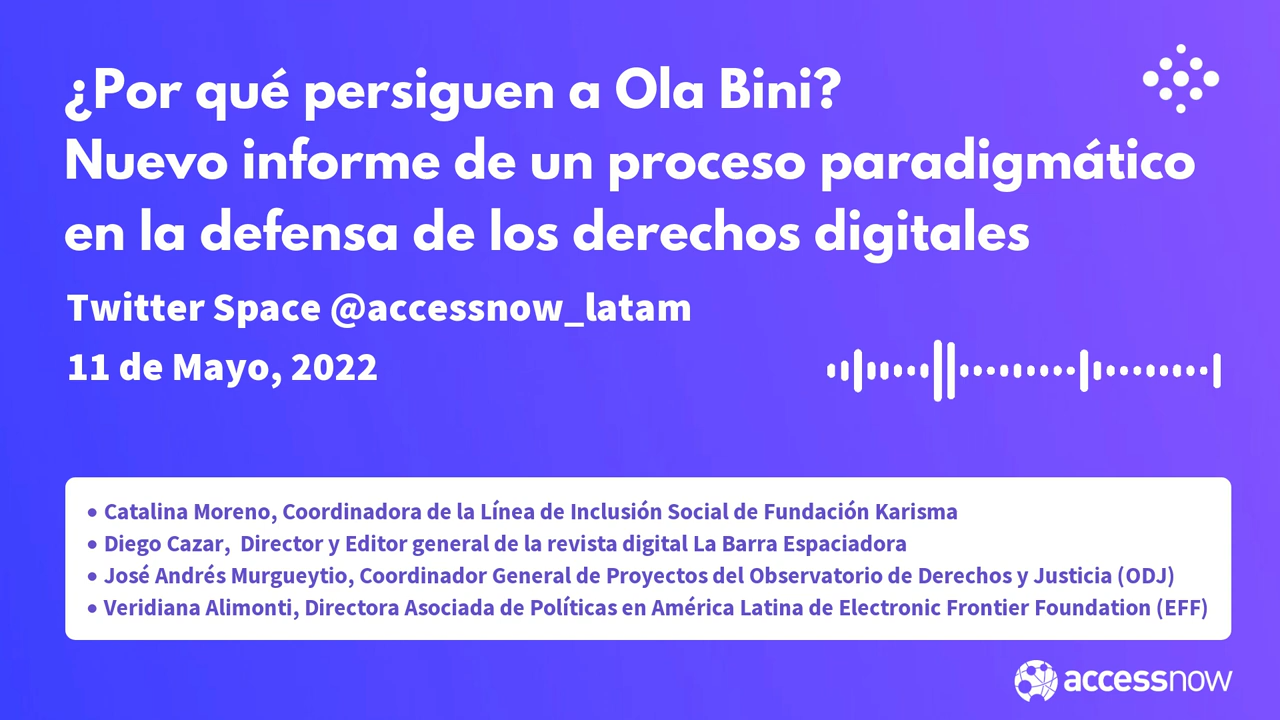 ¿Por qué persiguen a Ola Bini?
Nuevo informe de un proceso paradigmático
en la defensa de los derechos digitales
Twitter Space @accessnow_latam
11 de Mayo, 2022
• Catalina Moreno, Coordinadora de la Línea de Inclusión Social de Fundación Karisma
• Diego Cazar,  Director y Editor general de la revista digital La Barra Espaciadora
• José Andrés Murgueytio, Coordinador General de Proyectos del Observatorio de Derechos y Justicia (ODJ)
• Veridiana Alimonti, Directora Asociada de Políticas en América Latina de Electronic Frontier Foundation (EFF)
accessnow